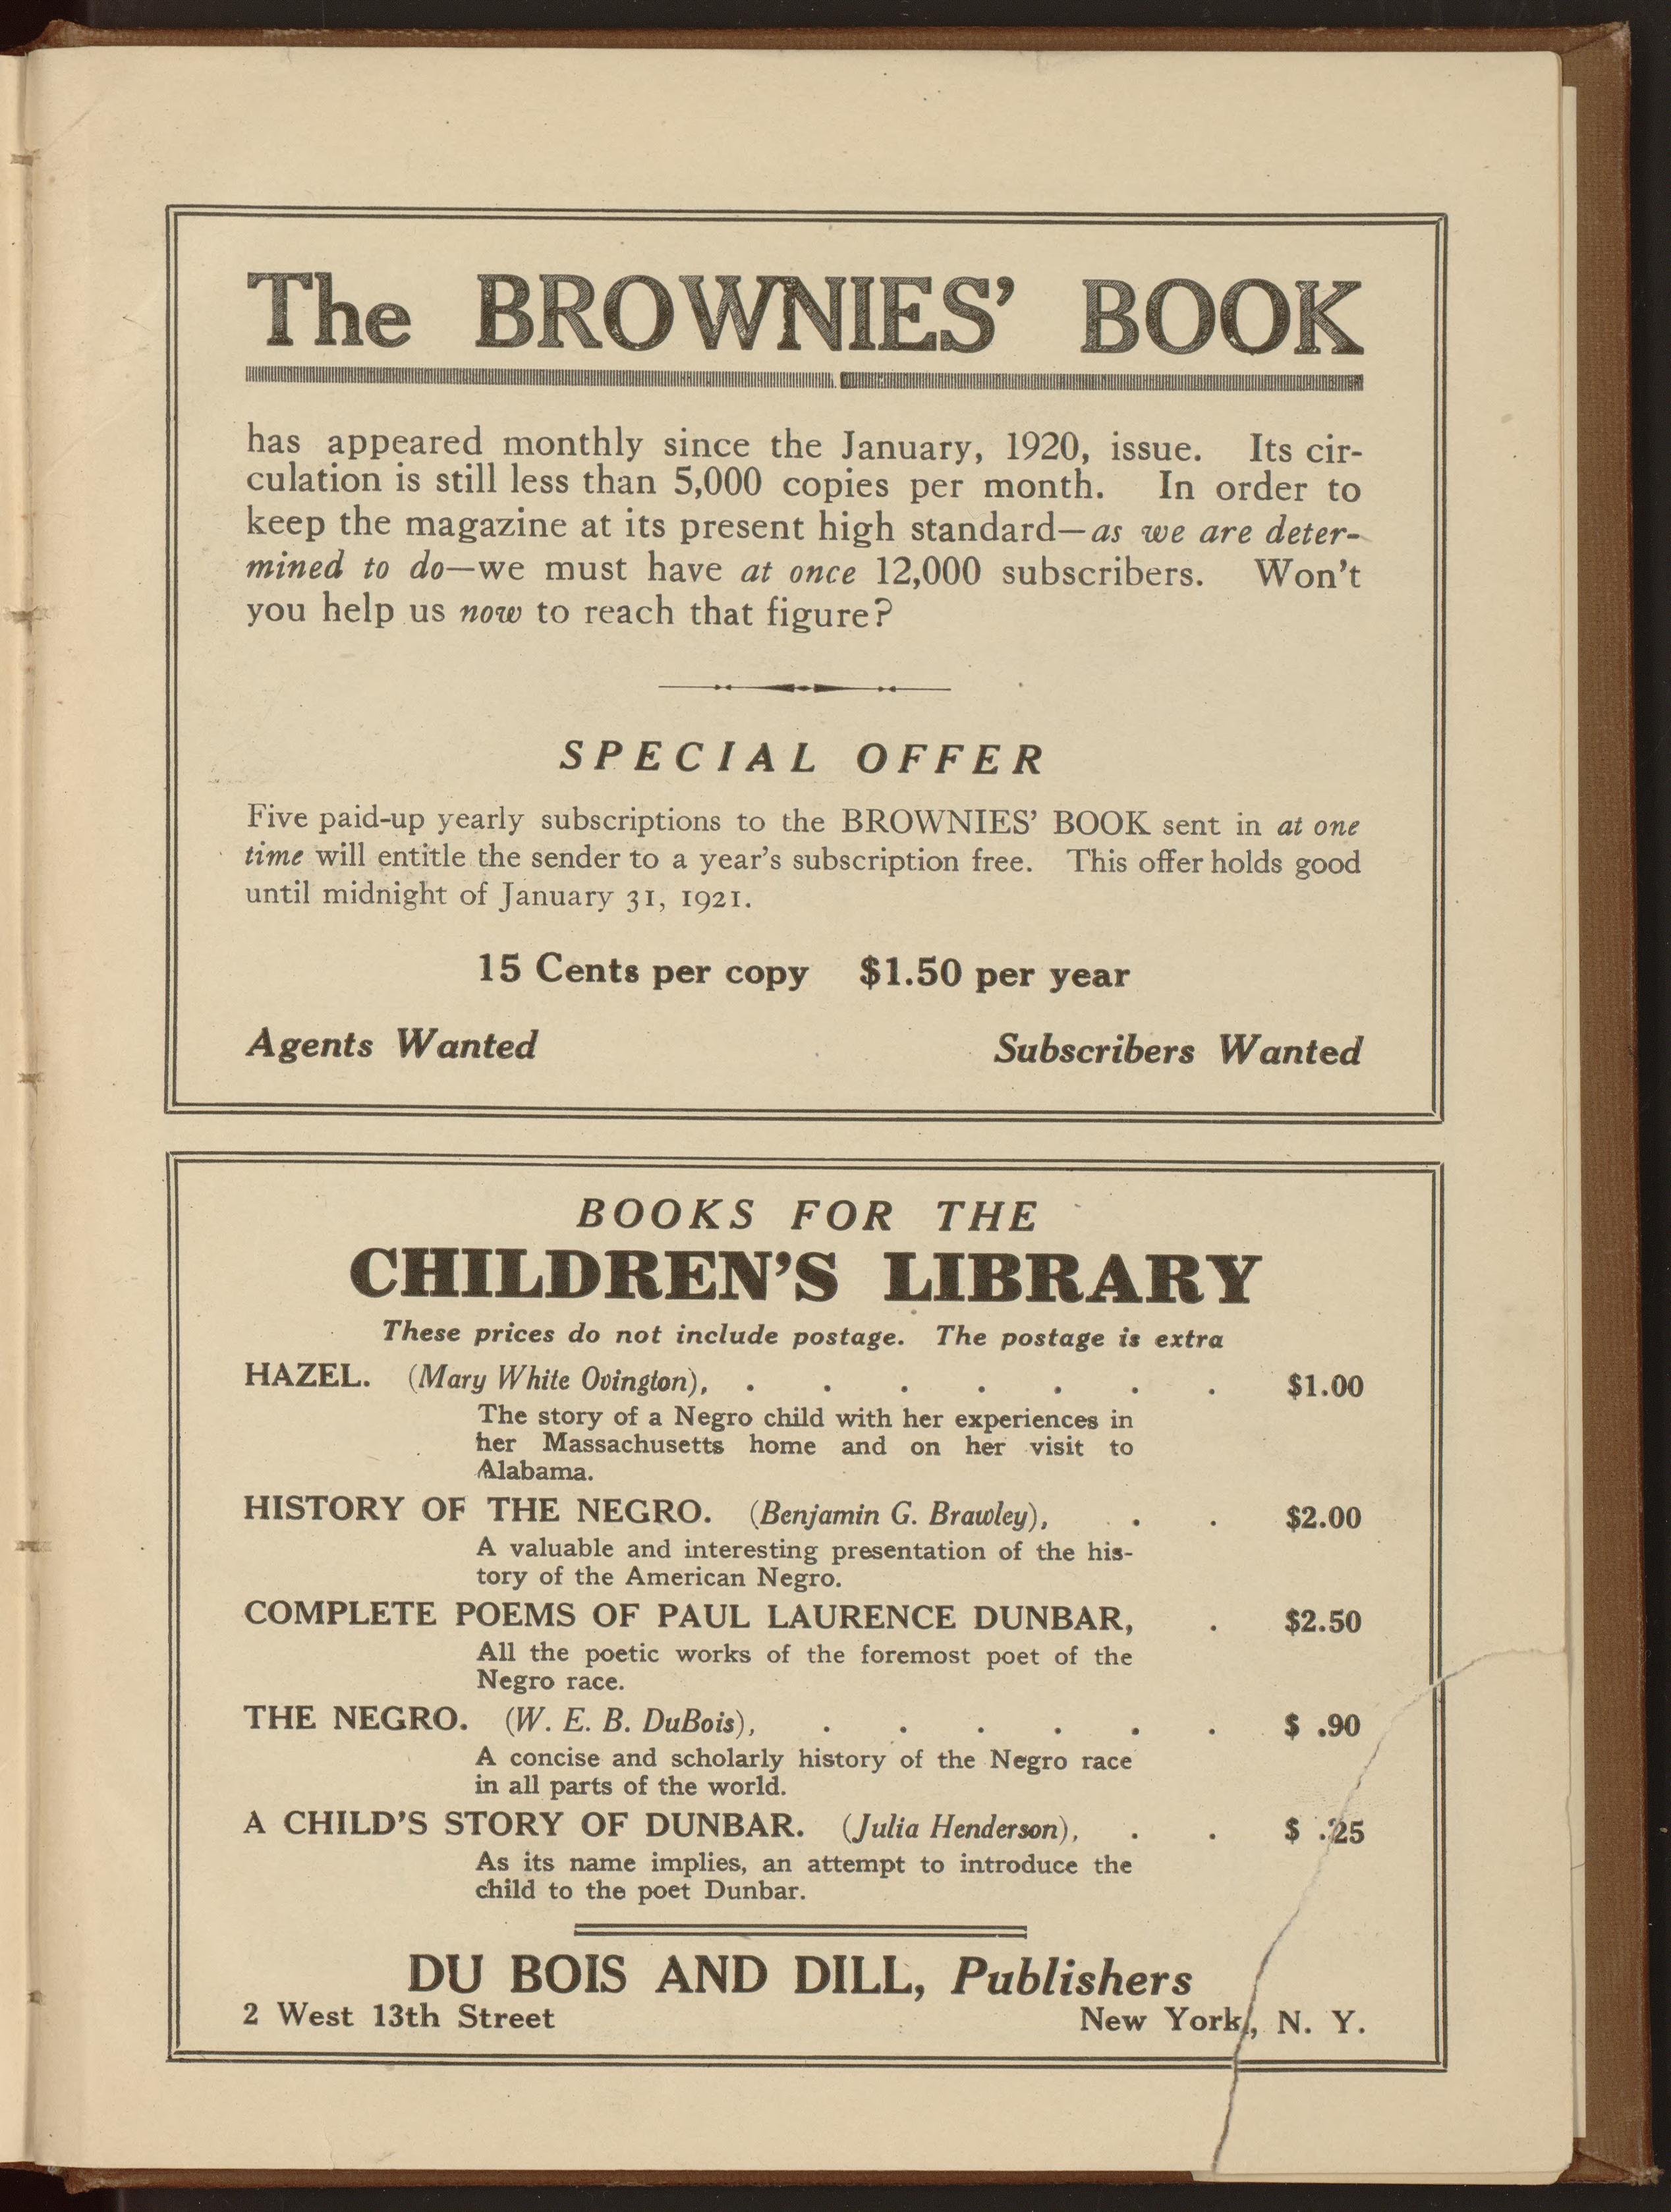 The BROWNIES' BOOK
has appeared monthly since the January, 1920, issue. Its cir-
culation is still less than 5,000 copies per month. In order to
keep the magazine at its present high standard—as we are deter-
mined to do—we must have at once 12,000 subscribers. Won't
you help us now to reach that figure?
SPECIAL OFFER
Five paid-up yearly subscriptions to the BROWNIES' BOOK sent in at one
time will entitle the sender to a year's subscription free. This offer holds good
until midnight of January 31, 1921.
15 Cents per copy $1.50 per year
Agents Wanted Subscribers Wanted
BOOKS FOR THE
CHILDREN'S LIBRARY
These prices do not include postage. The postage is extra
HAZEL. (Mary White Ovington), . . . . . . . $1.00
The story of a Negro child with her experiences in
her Massachusetts home and on her visit to
Alabama.
HISTORY OF THE NEGRO. (Benjamin G. Brawley), . . $2.00
A valuable and interesting presentation of the his-
tory of the American Negro.
COMPLETE POEMS OF PAUL LAURENCE DUNBAR, . $2.50
All the poetic works of the foremost poet of the
Negro race.
THE NEGRO. (W. E. B. DuBois), . . . . . . $ .90
A concise and scholarly history of the Negro race
in all parts of the world.
A CHILD'S STORY OF DUNBAR. (Julia Henderson), . . $ .25
As its name implies, an attempt to introduce the
child to the poet Dunbar.
DU BOIS AND DILL, Publishers
2 West 13th Street New York, N. Y.